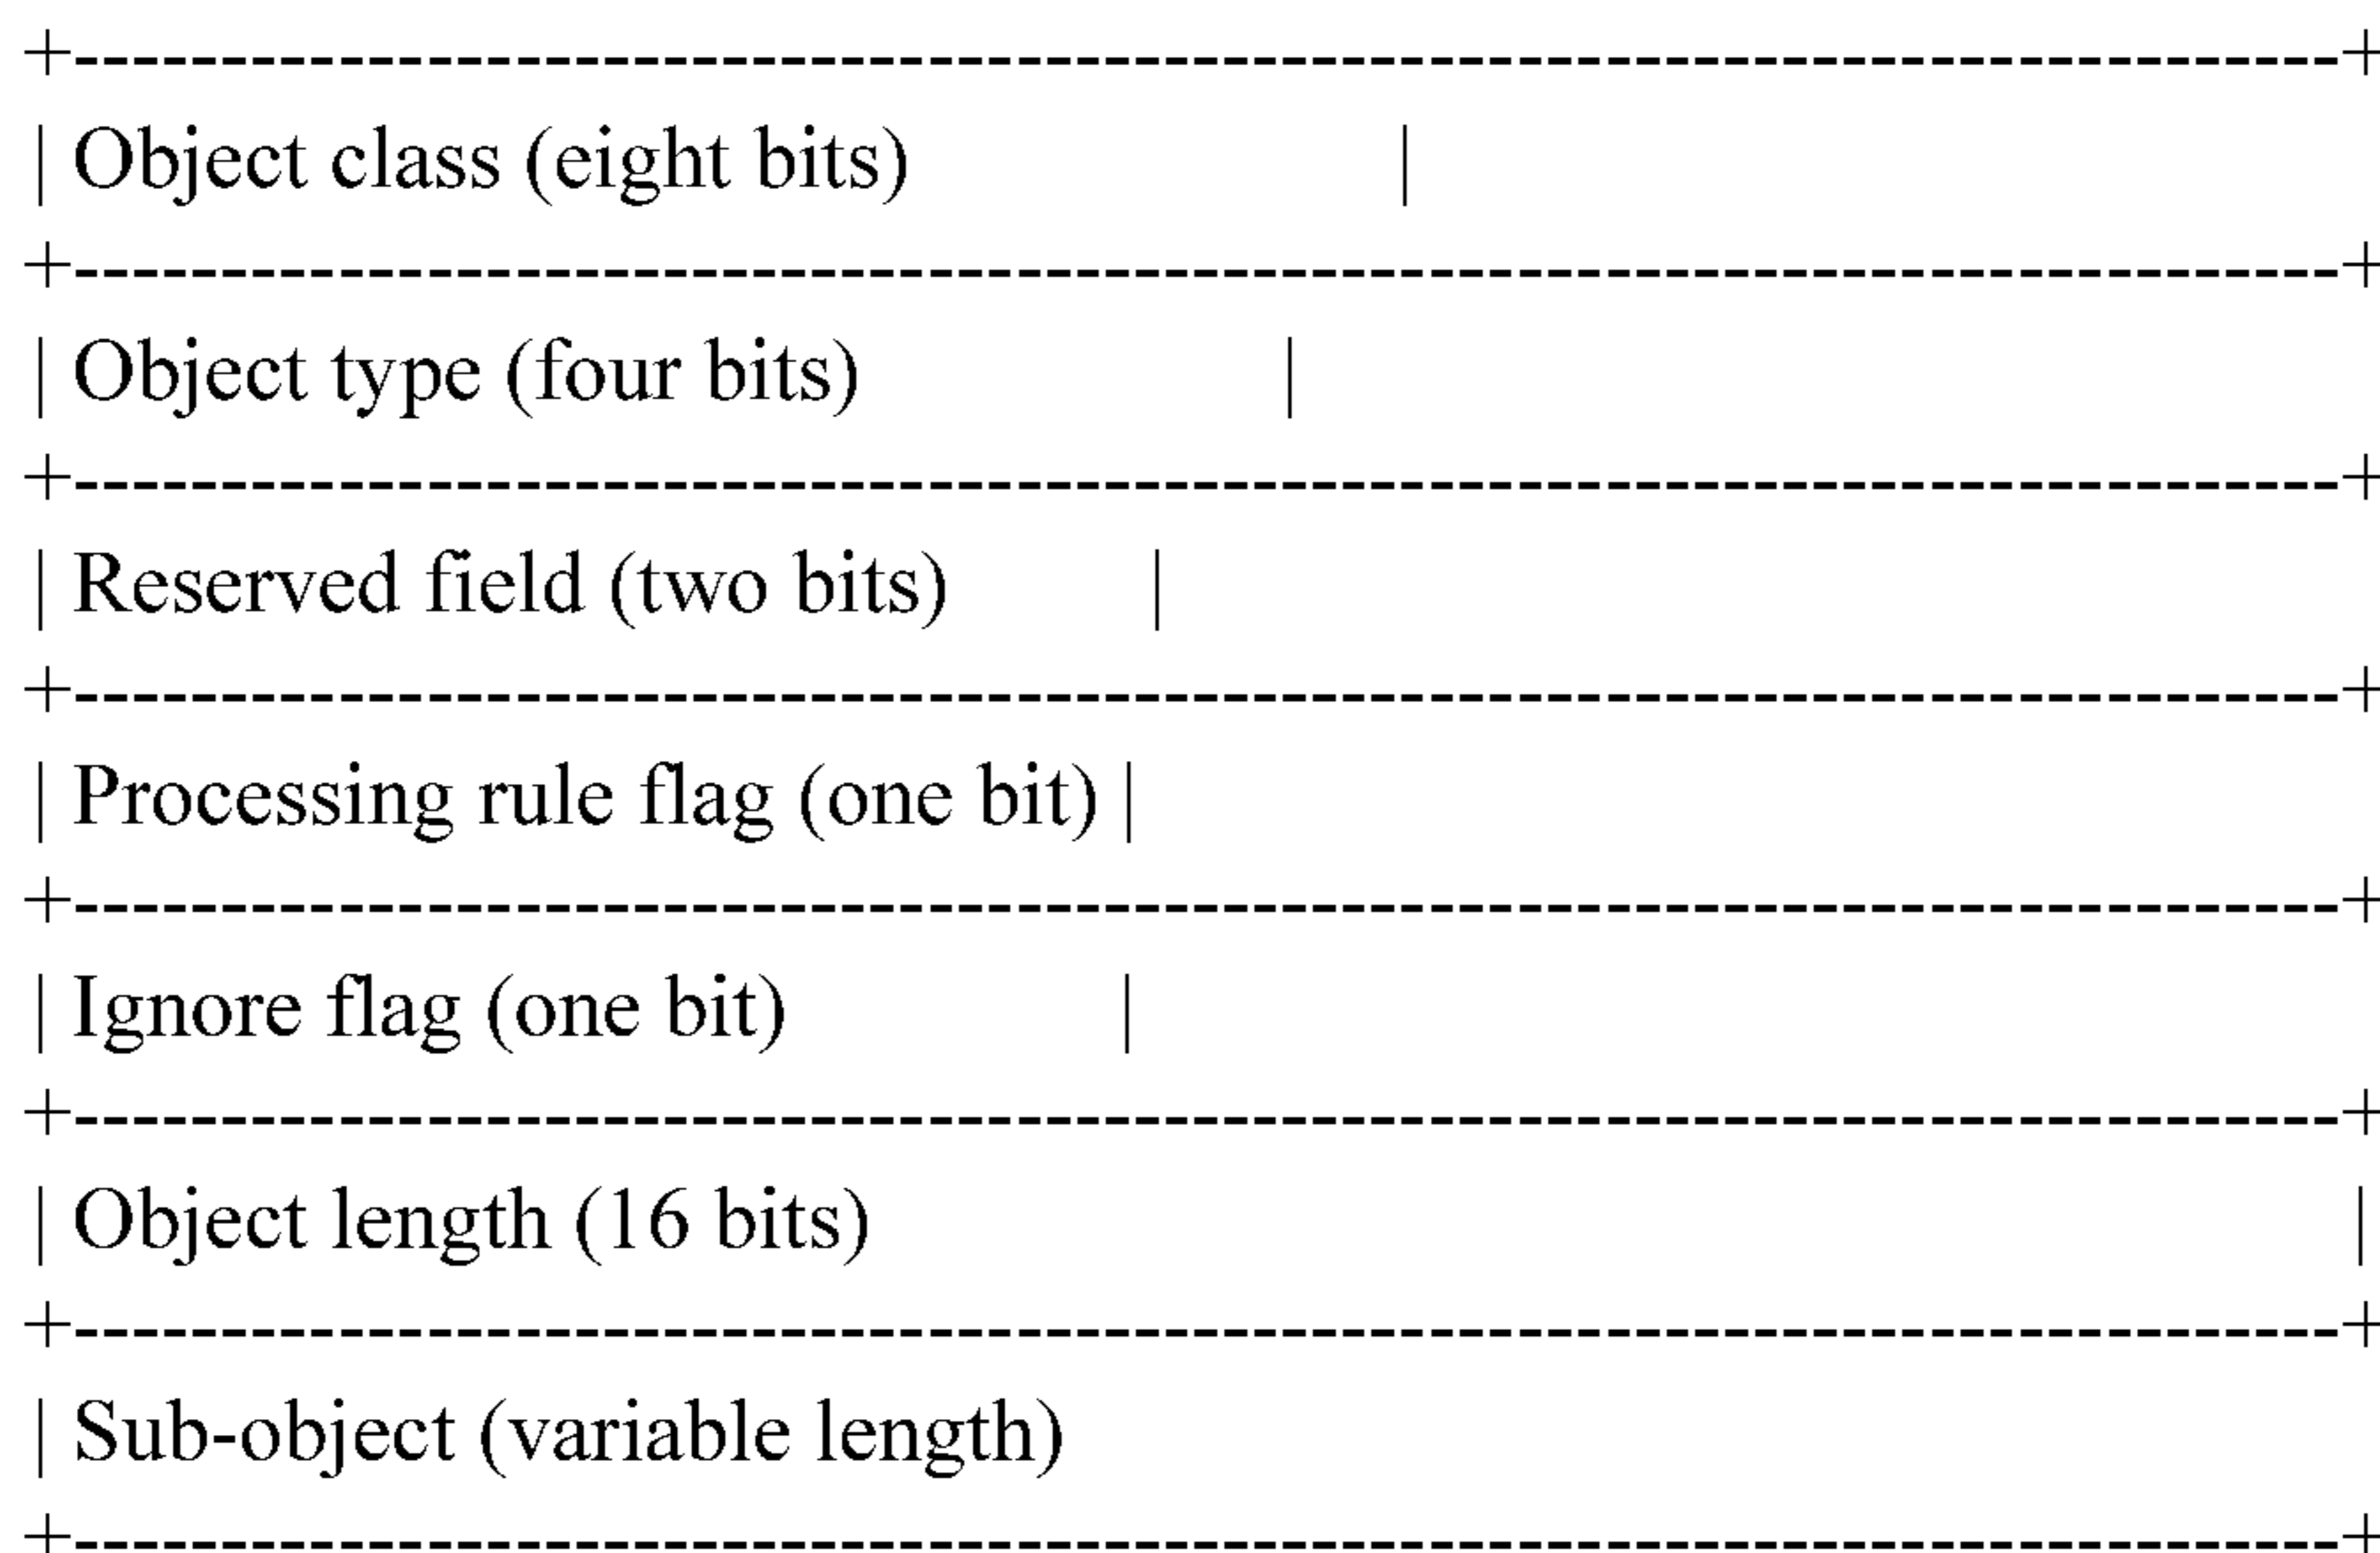 +------------------------------------------------------------------------------+
| Object class (eight bits) |
+------------------------------------------------------------------------------+
| Object type (four bits) |
+------------------------------------------------------------------------------+
| Reserved field (two bits) |
+------------------------------------------------------------------------------+
| Processing rule flag (one bit) |
+------------------------------------------------------------------------------+
| Ignore flag (one bit) |
+------------------------------------------------------------------------------+
| Object length (16 bits) |
+------------------------------------------------------------------------------+
| Sub-object (variable length)
+------------------------------------------------------------------------------+